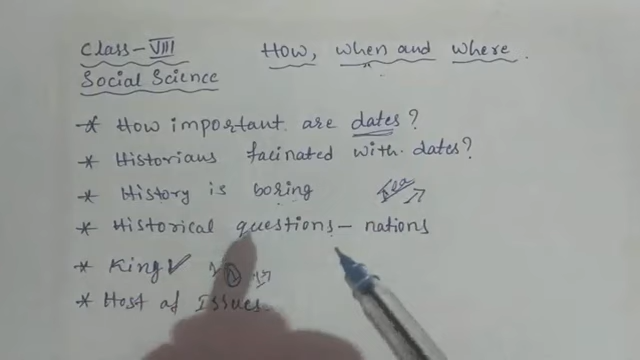 Class-VIII How, when and where.
Social Science
* How important are dates?
* Historians facinated with dates?
* History is boring Tea
* Historical questions - nations
* King ✓
* Host of Issues.